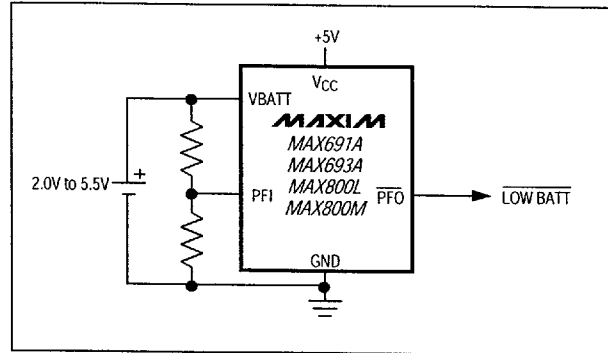 +5V
VCC
VBATT
MAXIM
MAX691A
MAX693A
MAX800L
MAX800M
2.0V to 5.5V
+
PFI
PFO
LOW BATT
GND